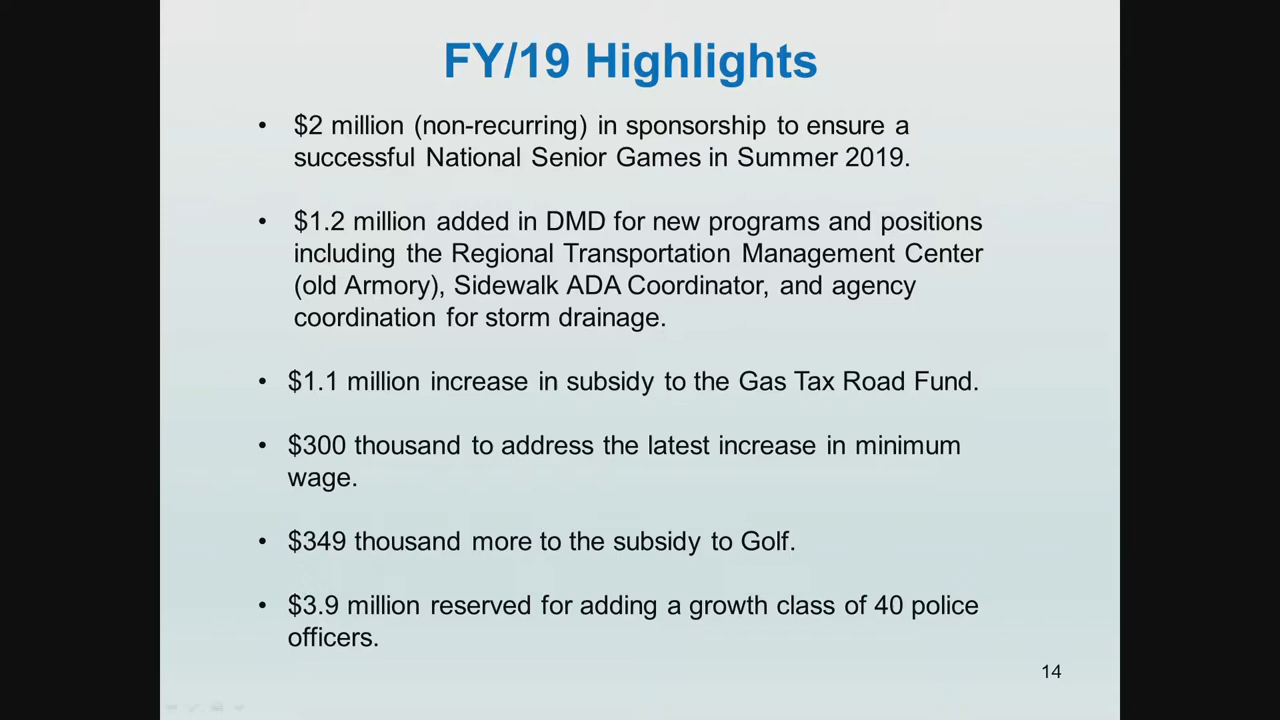 FY/19 Highlights
• $2 million (non-recurring) in sponsorship to ensure a
successful National Senior Games in Summer 2019.
• $1.2 million added in DMD for new programs and positions
including the Regional Transportation Management Center
(old Armory), Sidewalk ADA Coordinator, and agency
coordination for storm drainage.
• $1.1 million increase in subsidy to the Gas Tax Road Fund.
• $300 thousand to address the latest increase in minimum
wage.
• $349 thousand more to the subsidy to Golf.
• $3.9 million reserved for adding a growth class of 40 police
officers.
14